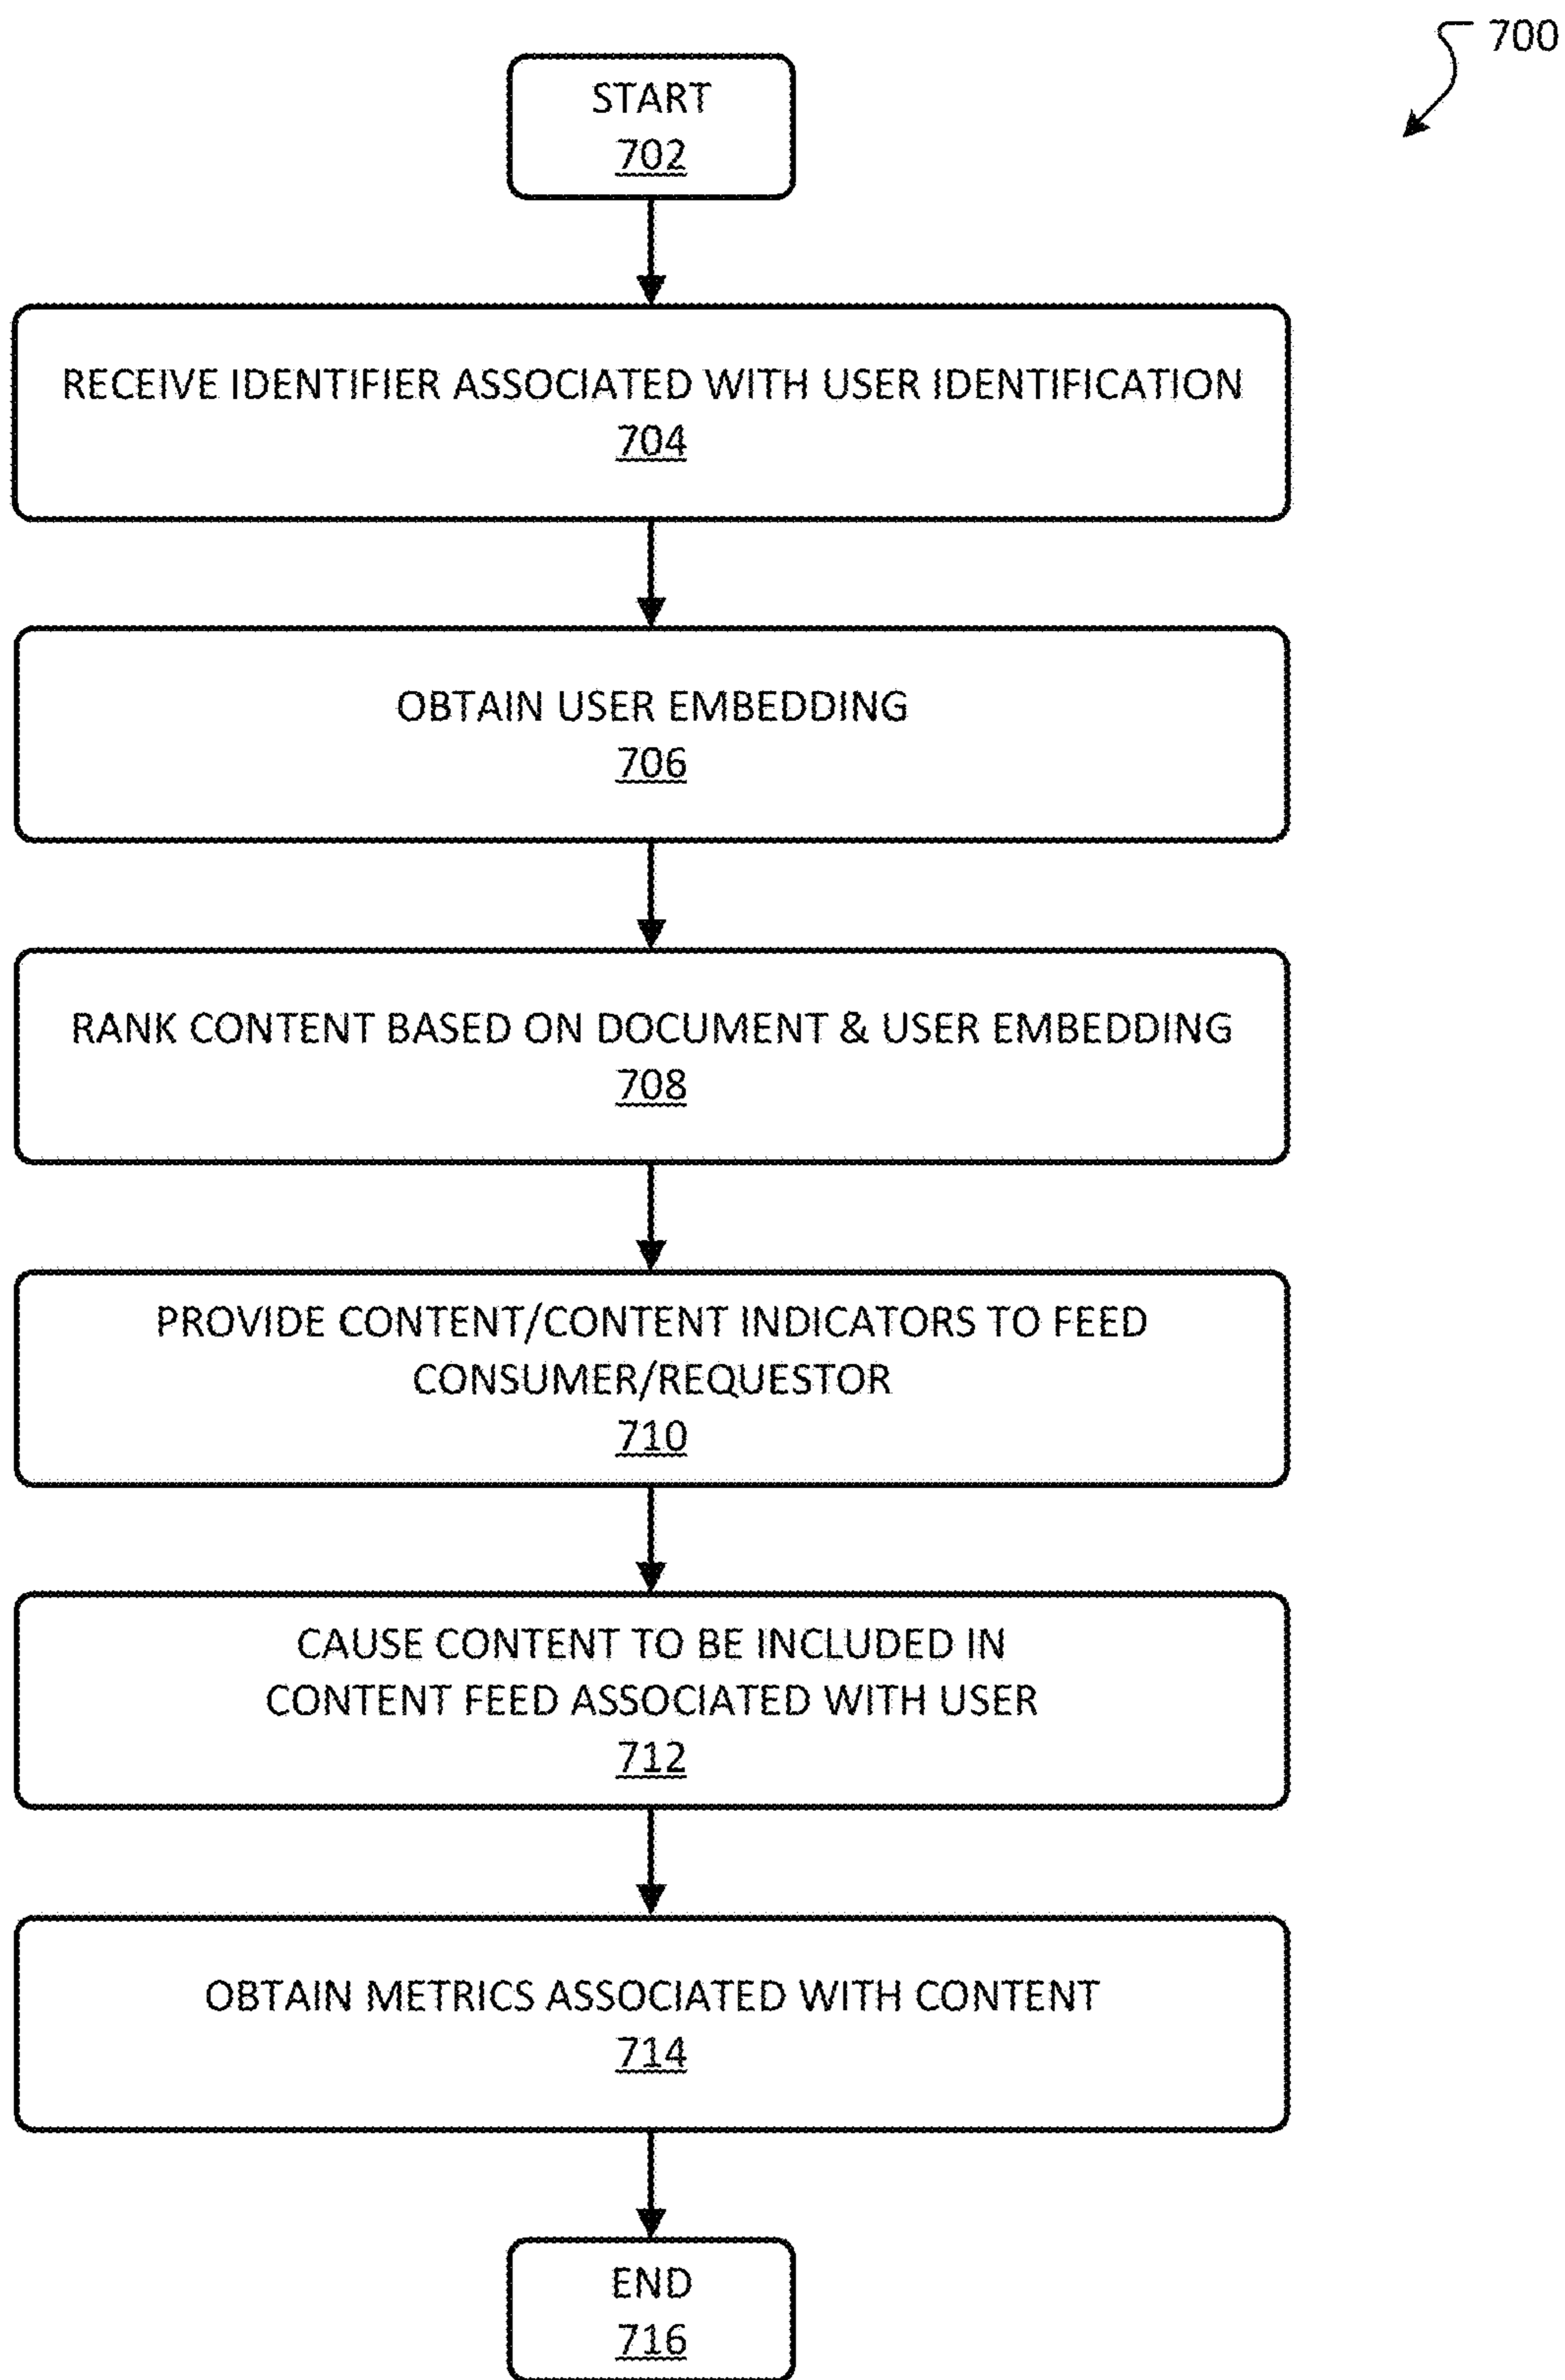 700
START
702
RECEIVE IDENTIFIER ASSOCIATED WITH USER IDENTIFICATION
704
OBTAIN USER EMBEDDING
706
RANK CONTENT BASED ON DOCUMENT & USER EMBEDDING
708
PROVIDE CONTENT/CONTENT INDICATORS TO FEED
CONSUMER/REQUESTOR
710
CAUSE CONTENT TO BE INCLUDED IN
CONTENT FEED ASSOCIATED WITH USER
712
OBTAIN METRICS ASSOCIATED WITH CONTENT
714
END
716